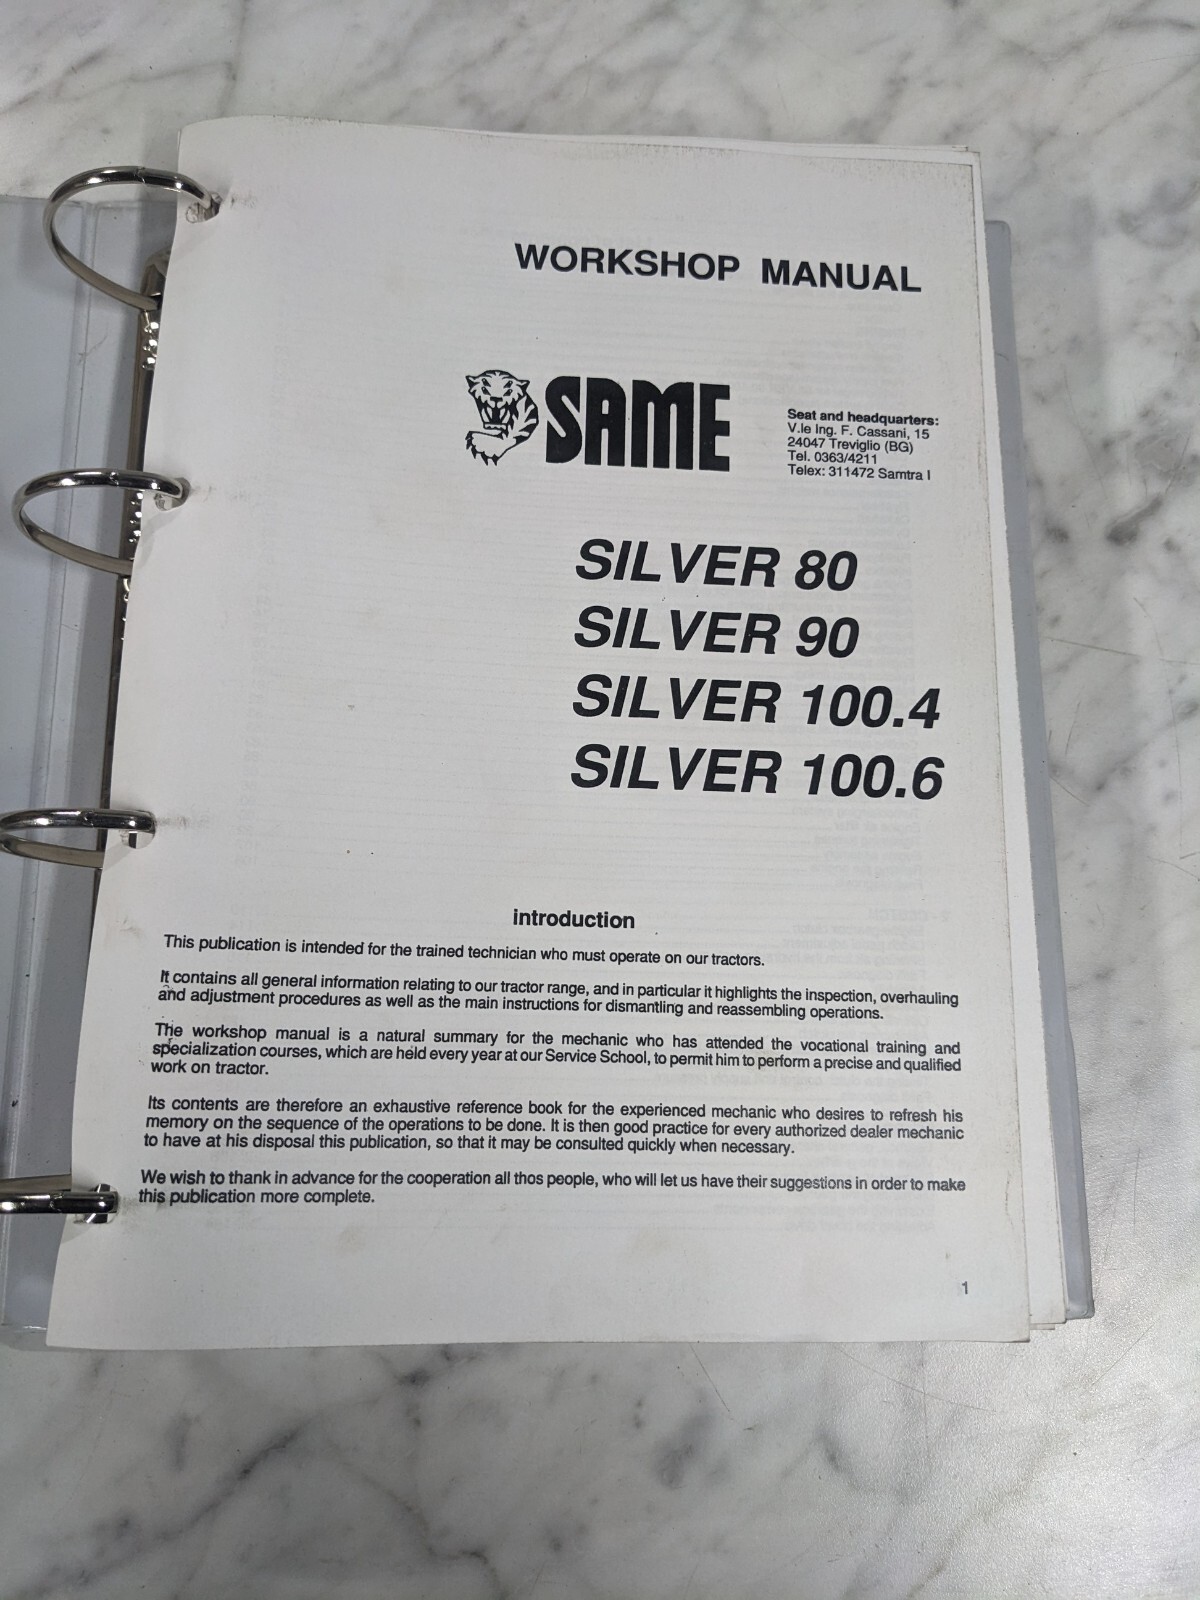 WORKSHOP MANUAL
SAME
Seat and headquarters:
V.le Ing. F. Cassani, 15
24047 Treviglio (BG)
Tel. 0363/4211
Telex: 311472 Samtra I
SILVER 80
SILVER 90
SILVER 100.4
SILVER 100.6
introduction
This publication is intended for the trained technician who must operate on our tractors.
It contains all general information relating to our tractor range, and in particular it highlights the inspection, overhauling
and adjustment procedures as well as the main instructions for dismantling and reassembling operations.
The workshop manual is a natural summary for the mechanic who has attended the vocational training and
specialization courses, which are held every year at our Service School, to permit him to perform a precise and qualified
work on tractor.
Its contents are therefore an exhaustive reference book for the experienced mechanic who desires to refresh his
memory on the sequence of the operations to be done. It is then good practice for every authorized dealer mechanic
to have at his disposal this publication, so that it may be consulted quickly when necessary.
We wish to thank in advance for the cooperation all thos people, who will let us have their suggestions in order to make
this publication more complete.
1